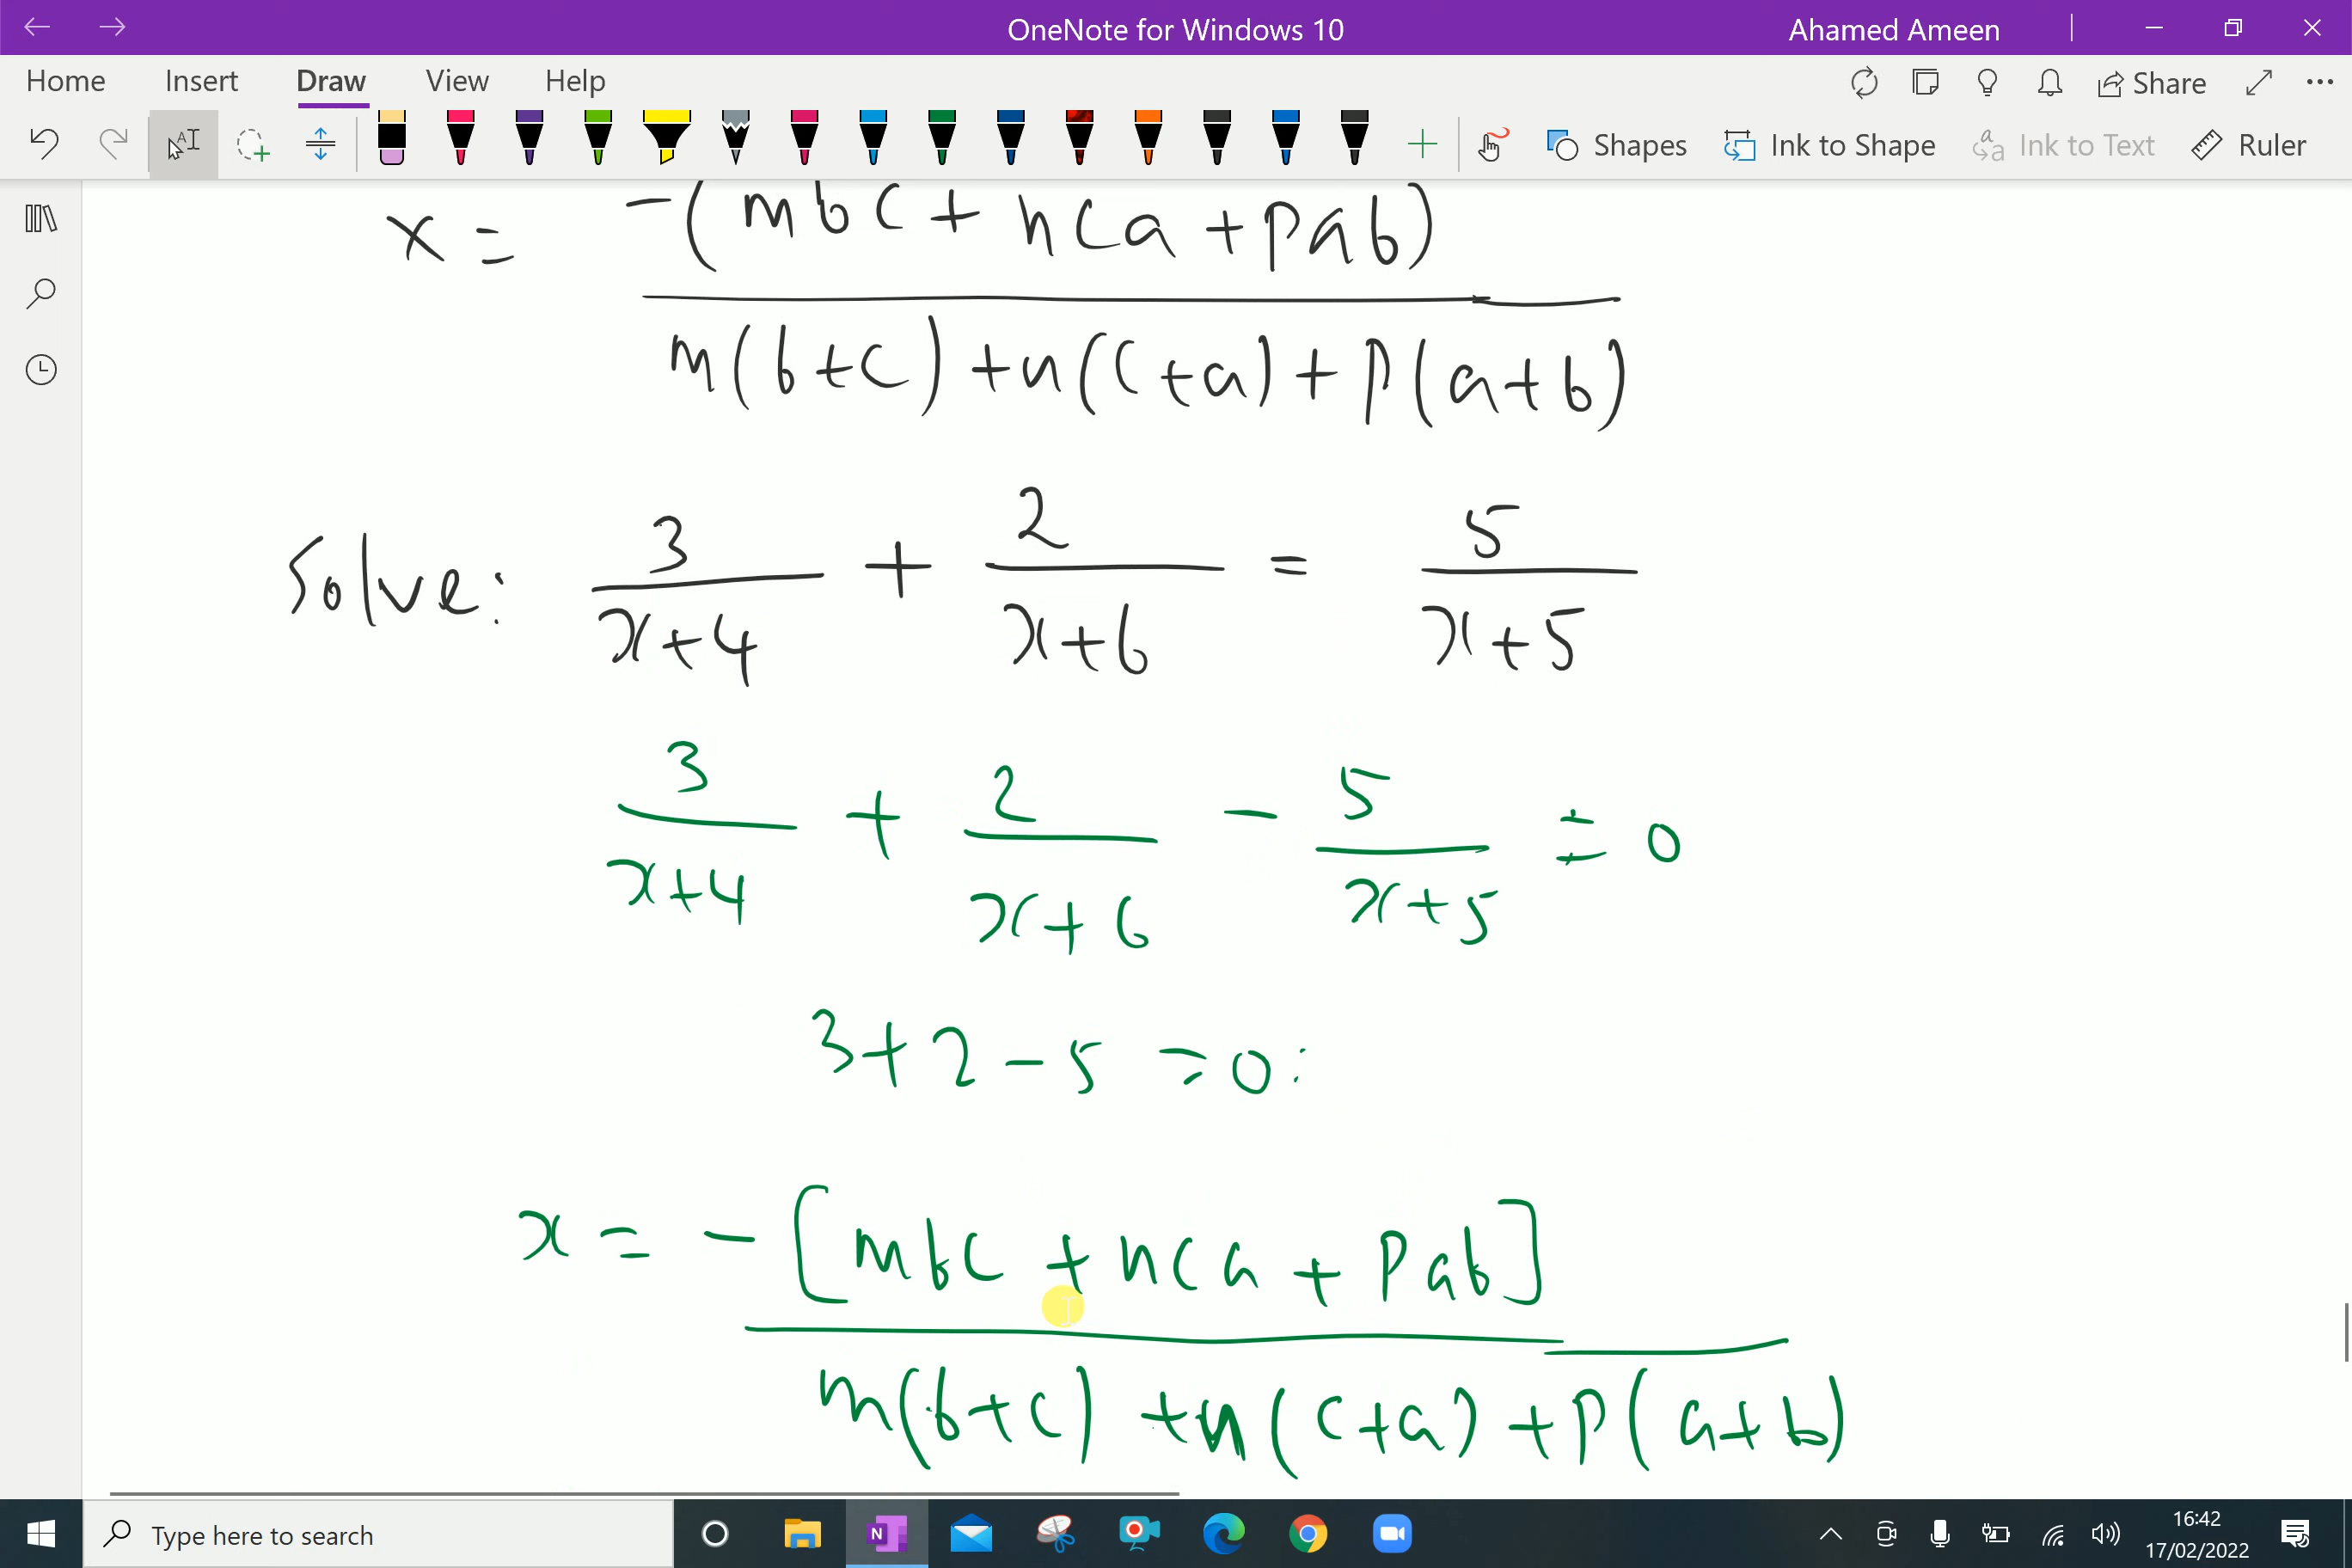 OneNote for Windows 10
Ahamed Ameen
Home Insert Draw View Help
Share
Shapes Ink to Shape Ink to Text Ruler
x = -(mbc + nca + pab)
m(b+c) + n(c+a) + p(a+b)
Solve: 3/(x+4) + 2/(x+6) = 5/(x+5)
3/(x+4) + 2/(x+6) - 5/(x+5) = 0
3+2-5 = 0:
x = -[mbc + nca + pab]
m(b+c) + n(c+a) + p(a+b)
Type here to search
16:42
17/02/2022